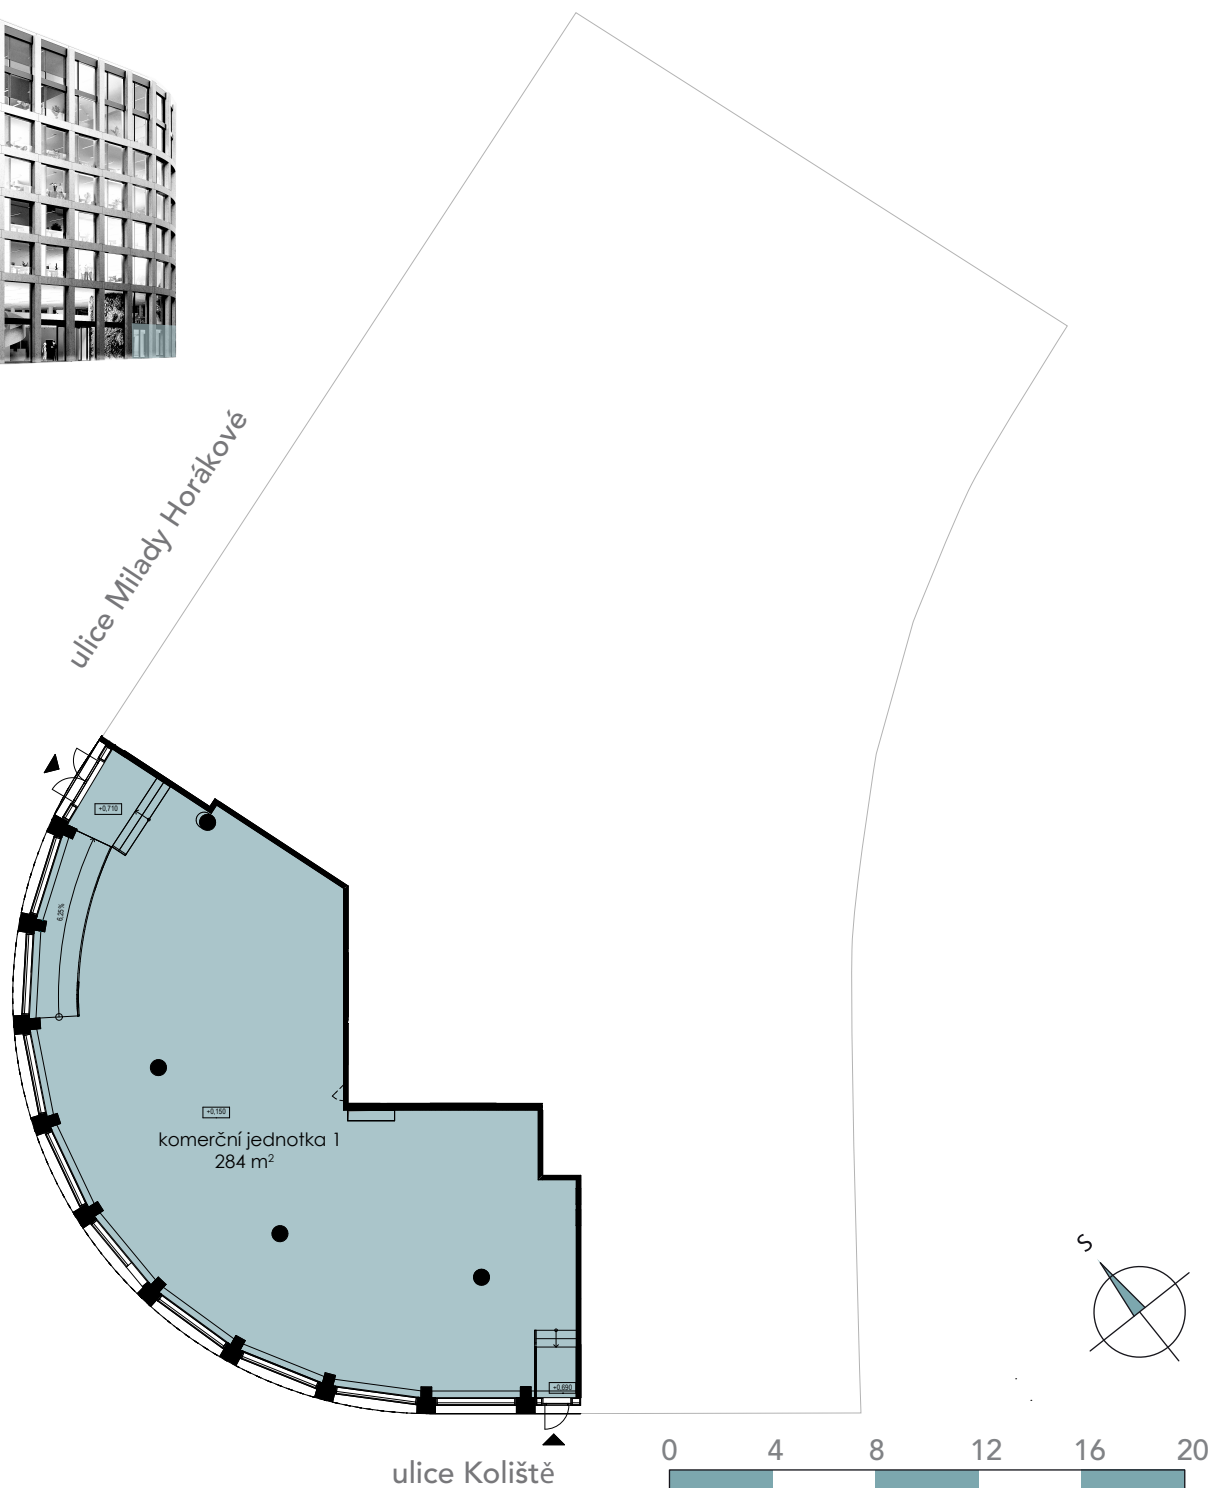 ulice Milady Horákové
+0,710
6,25%
+0,150
komerční jednotka 1
284 m²
S
+0,690
ulice Koliště
0 4 8 12 16 20